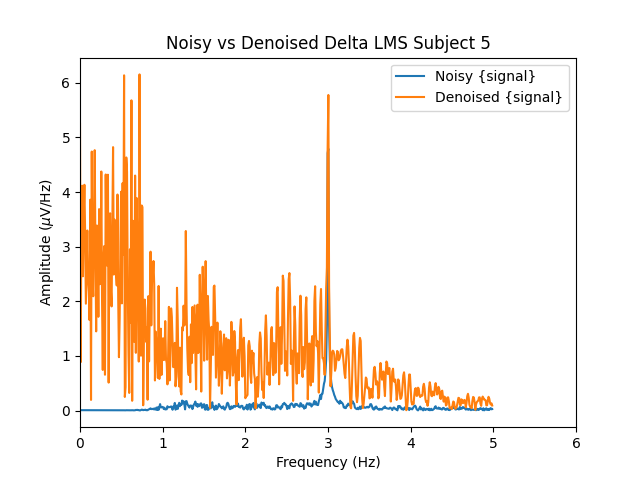 Noisy vs Denoised Delta LMS Subject 5
Noisy {signal}
Denoised {signal}
Amplitude (μV/Hz)
6
5
4
3
2
1
0
0 1 2 3 4 5 6
Frequency (Hz)